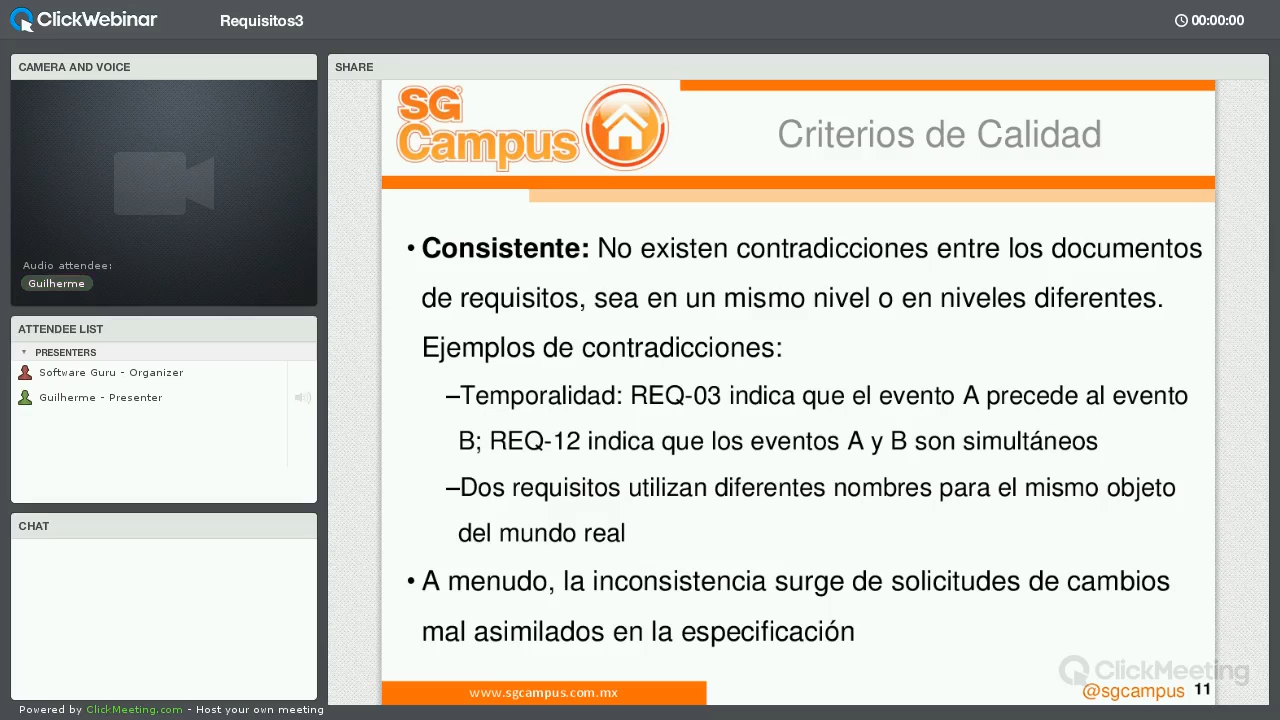 ClickWebinar
Requisitos3
00:00:00
CAMERA AND VOICE
Audio attendee:
Guilherme
ATTENDEE LIST
PRESENTERS
Software Guru - Organizer
Guilherme - Presenter
CHAT
Powered by ClickMeeting.com - Host your own meeting
SHARE
SG
Campus
Criterios de Calidad
• Consistente: No existen contradicciones entre los documentos
de requisitos, sea en un mismo nivel o en niveles diferentes.
Ejemplos de contradicciones:
–Temporalidad: REQ-03 indica que el evento A precede al evento
B; REQ-12 indica que los eventos A y B son simultáneos
–Dos requisitos utilizan diferentes nombres para el mismo objeto
del mundo real
• A menudo, la inconsistencia surge de solicitudes de cambios
mal asimilados en la especificación
ClickMeeting
www.sgcampus.com.mx
@sgcampus 11